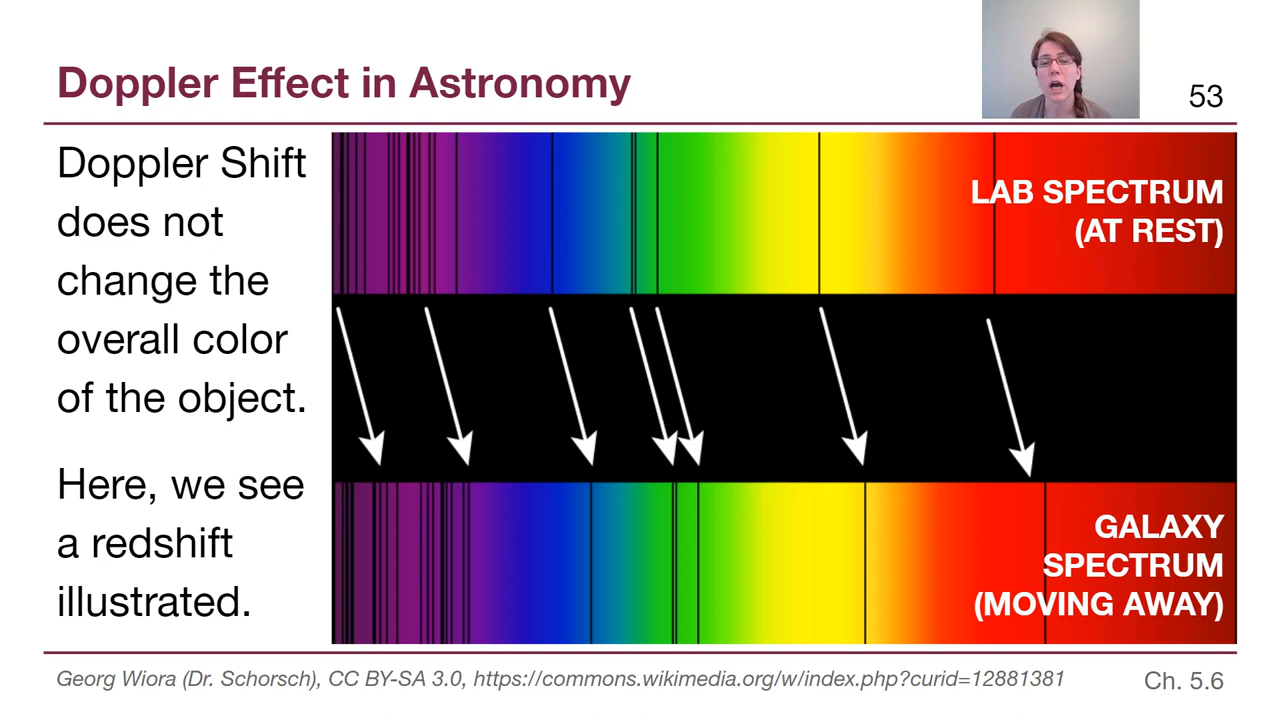 Doppler Effect in Astronomy
53
Doppler Shift
does not
change the
overall color
of the object.
Here, we see
a redshift
illustrated.
LAB SPECTRUM
(AT REST)
GALAXY
SPECTRUM
(MOVING AWAY)
Georg Wiora (Dr. Schorsch), CC BY-SA 3.0, https://commons.wikimedia.org/w/index.php?curid=12881381
Ch. 5.6